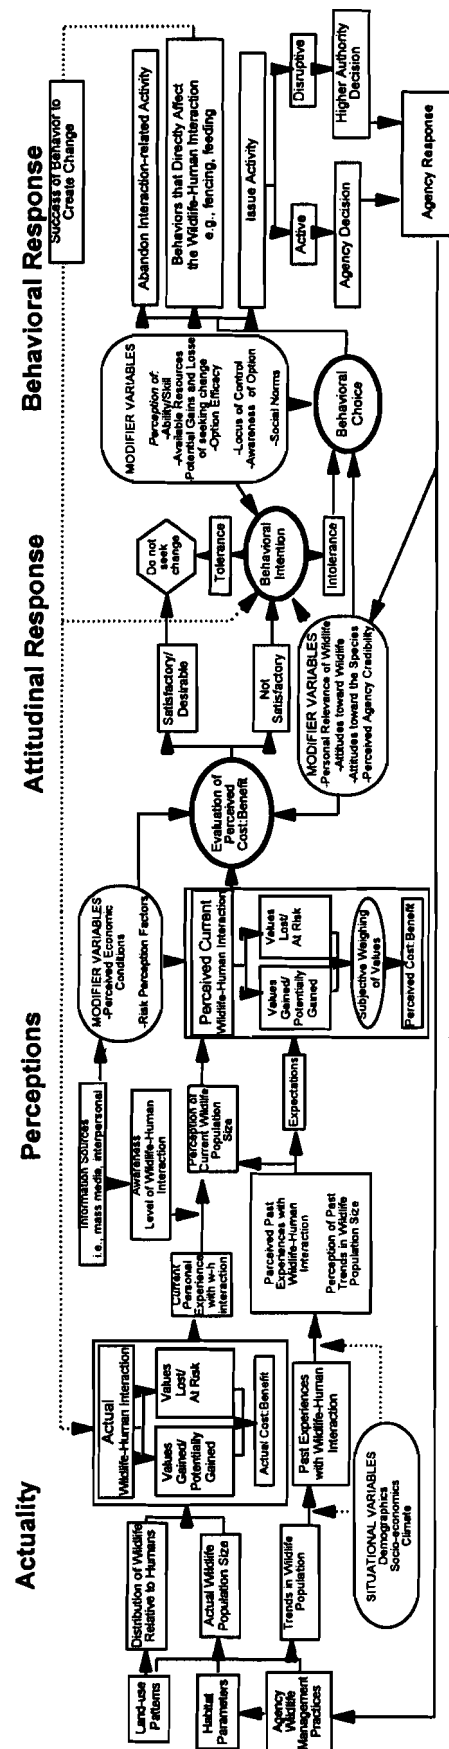 Actuality
Perceptions
Attitudinal Response
Behavioral Response
Land-use
Patterns
Habitat
Parameters
Agency
Wildlife
Management
Practices
Distribution of Wildlife
Relative to Humans
Actual Wildlife
Population Size
Trends in Wildlife
Population
Actual
Wildlife-Human Interaction
Values
Gained/
Potentially
Gained
Values
Lost/
At Risk
Actual Cost:Benefit
Past Experiences
with Wildlife-Human
Interaction
SITUATIONAL VARIABLES
Demographics
Socio-economics
Climate
Information Sources
i.e., mass media, interpersonal
Awareness
Level of Wildlife-Human
Interaction
Current
Personal
Experience
with w-h
interaction
Perception of
Current Wildlife
Population
Size
Perceived Past
Experiences with
Wildlife-Human
Interaction
Perception of Past
Trends in Wildlife
Population Size
Expectations
MODIFIER VARIABLES
-Perceived Economic
Conditions
-Risk Perception Factors
Perceived Current
Wildlife-Human Interaction
Values
Gained/
Potentially
Gained
Values
Lost/
At Risk
Subjective Weighing
of Values
Perceived Cost:Benefit
Evaluation of
Perceived
Cost:Benefit
Satisfactory/
Desirable
Not
Satisfactory
MODIFIER VARIABLES
-Personal Relevance of Wildlife
-Attitudes toward Wildlife
-Attitudes toward the Species
-Perceived Agency Credibility
Do not
seek
change
Tolerance
Behavioral
Intention
Intolerance
MODIFIER VARIABLES
Perception of:
-Ability/Skill
-Available Resources
-Potential Gains and Losse
of seeking change
-Option Efficacy
-Locus of Control
-Awareness of Option
-Social Norms
Behavioral
Choice
Success of Behavior to
Create Change
Abandon Interaction-related Activity
Behaviors that Directly Affect
the Wildlife-Human Interaction
e.g., fencing, feeding
Issue Activity
Active
Disruptive
Agency Decision
Higher Authority
Decision
Agency Response